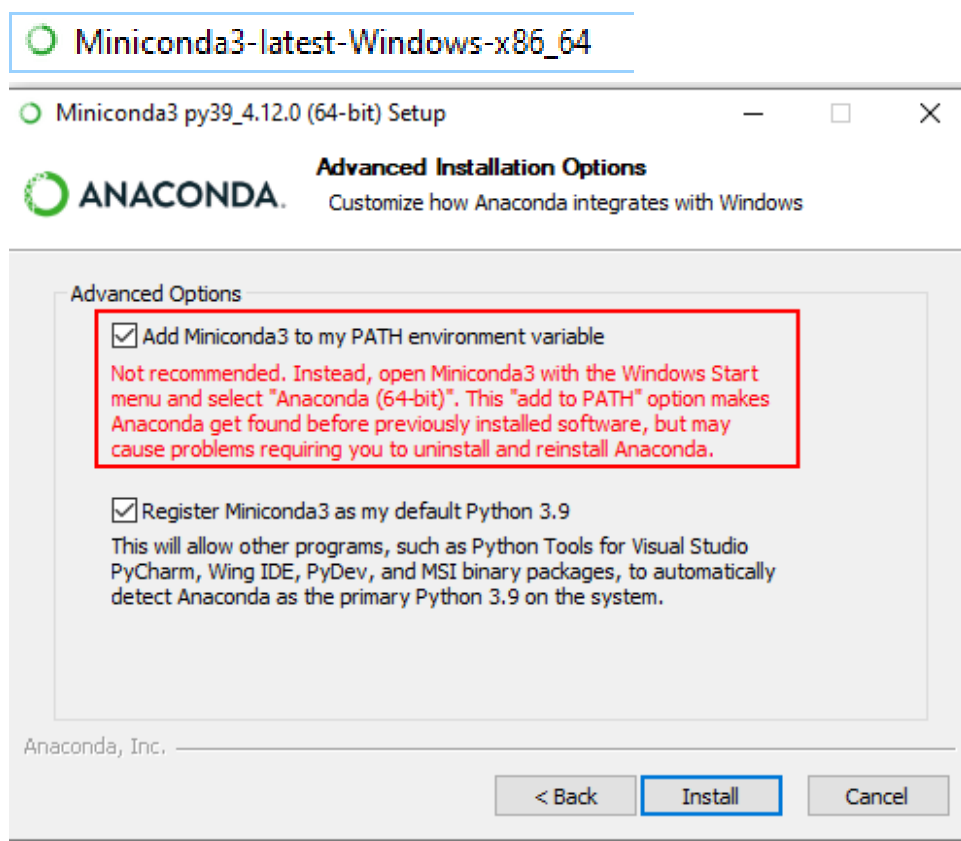 Miniconda3-latest-Windows-x86_64
Miniconda3 py39_4.12.0 (64-bit) Setup
ANACONDA.
Advanced Installation Options
Customize how Anaconda integrates with Windows
Advanced Options
Add Miniconda3 to my PATH environment variable
Not recommended. Instead, open Miniconda3 with the Windows Start
menu and select "Anaconda (64-bit)". This "add to PATH" option makes
Anaconda get found before previously installed software, but may
cause problems requiring you to uninstall and reinstall Anaconda.
Register Miniconda3 as my default Python 3.9
This will allow other programs, such as Python Tools for Visual Studio
PyCharm, Wing IDE, PyDev, and MSI binary packages, to automatically
detect Anaconda as the primary Python 3.9 on the system.
Anaconda, Inc.
< Back
Install
Cancel